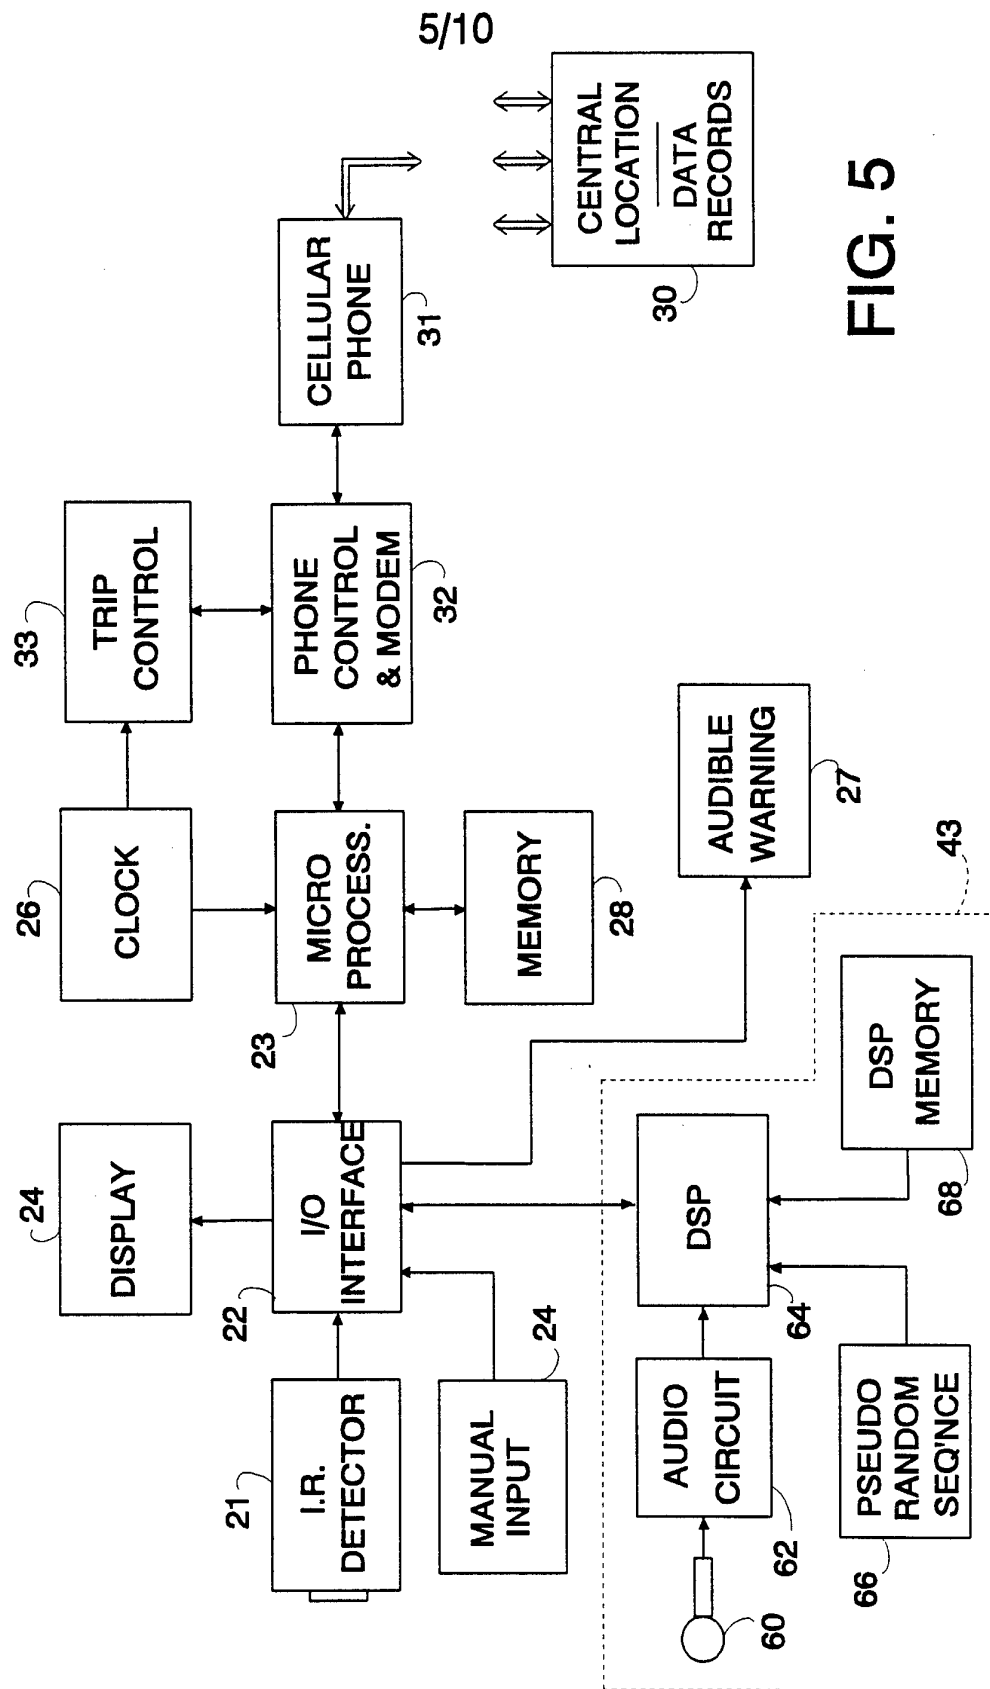 5/10
33
TRIP
CONTROL
26
CLOCK
24
DISPLAY
CELLULAR
PHONE
31
PHONE
CONTROL
& MODEM
32
MICRO
PROCESS.
23
I/O
INTERFACE
22
I.R.
DETECTOR
21
MANUAL
INPUT
24
MEMORY
28
CENTRAL
LOCATION
DATA
RECORDS
30
AUDIBLE
WARNING
27
43
DSP
64
AUDIO
CIRCUIT
62
60
DSP
MEMORY
68
PSEUDO
RANDOM
SEQ'NCE
66
FIG. 5